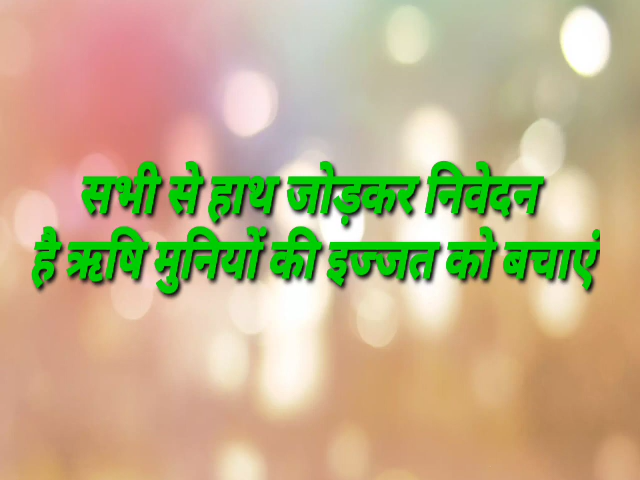 सभी से हाथ जोड़कर निवेदन
है ऋषि मुनियों की इज्जत को बचाएं